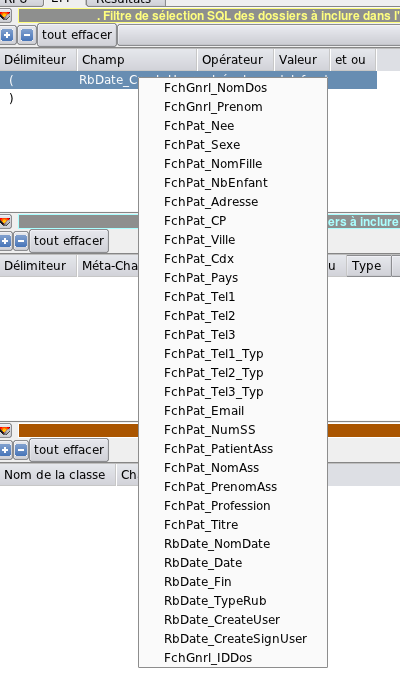 EPP Résultats
. Filtre de sélection SQL des dossiers à inclure dans l'
tout effacer
Délimiteur Champ Opérateur Valeur et ou
(
)
FchGnrl_NomDos
FchGnrl_Prenom
FchPat_Nee
FchPat_Sexe
FchPat_NomFille
FchPat_NbEnfant
FchPat_Adresse
FchPat_CP
FchPat_Ville
FchPat_Cdx
FchPat_Pays
FchPat_Tel1
FchPat_Tel2
FchPat_Tel3
FchPat_Tel1_Typ
FchPat_Tel2_Typ
FchPat_Tel3_Typ
FchPat_Email
FchPat_NumSS
FchPat_PatientAss
FchPat_NomAss
FchPat_PrenomAss
FchPat_Profession
FchPat_Titre
RbDate_NomDate
RbDate_Date
RbDate_Fin
RbDate_TypeRub
RbDate_CreateUser
RbDate_CreateSignUser
FchGnrl_IDDos
à inclure
tout effacer
Délimiteur Méta-Cha Type
tout effacer
Nom de la classe Ch